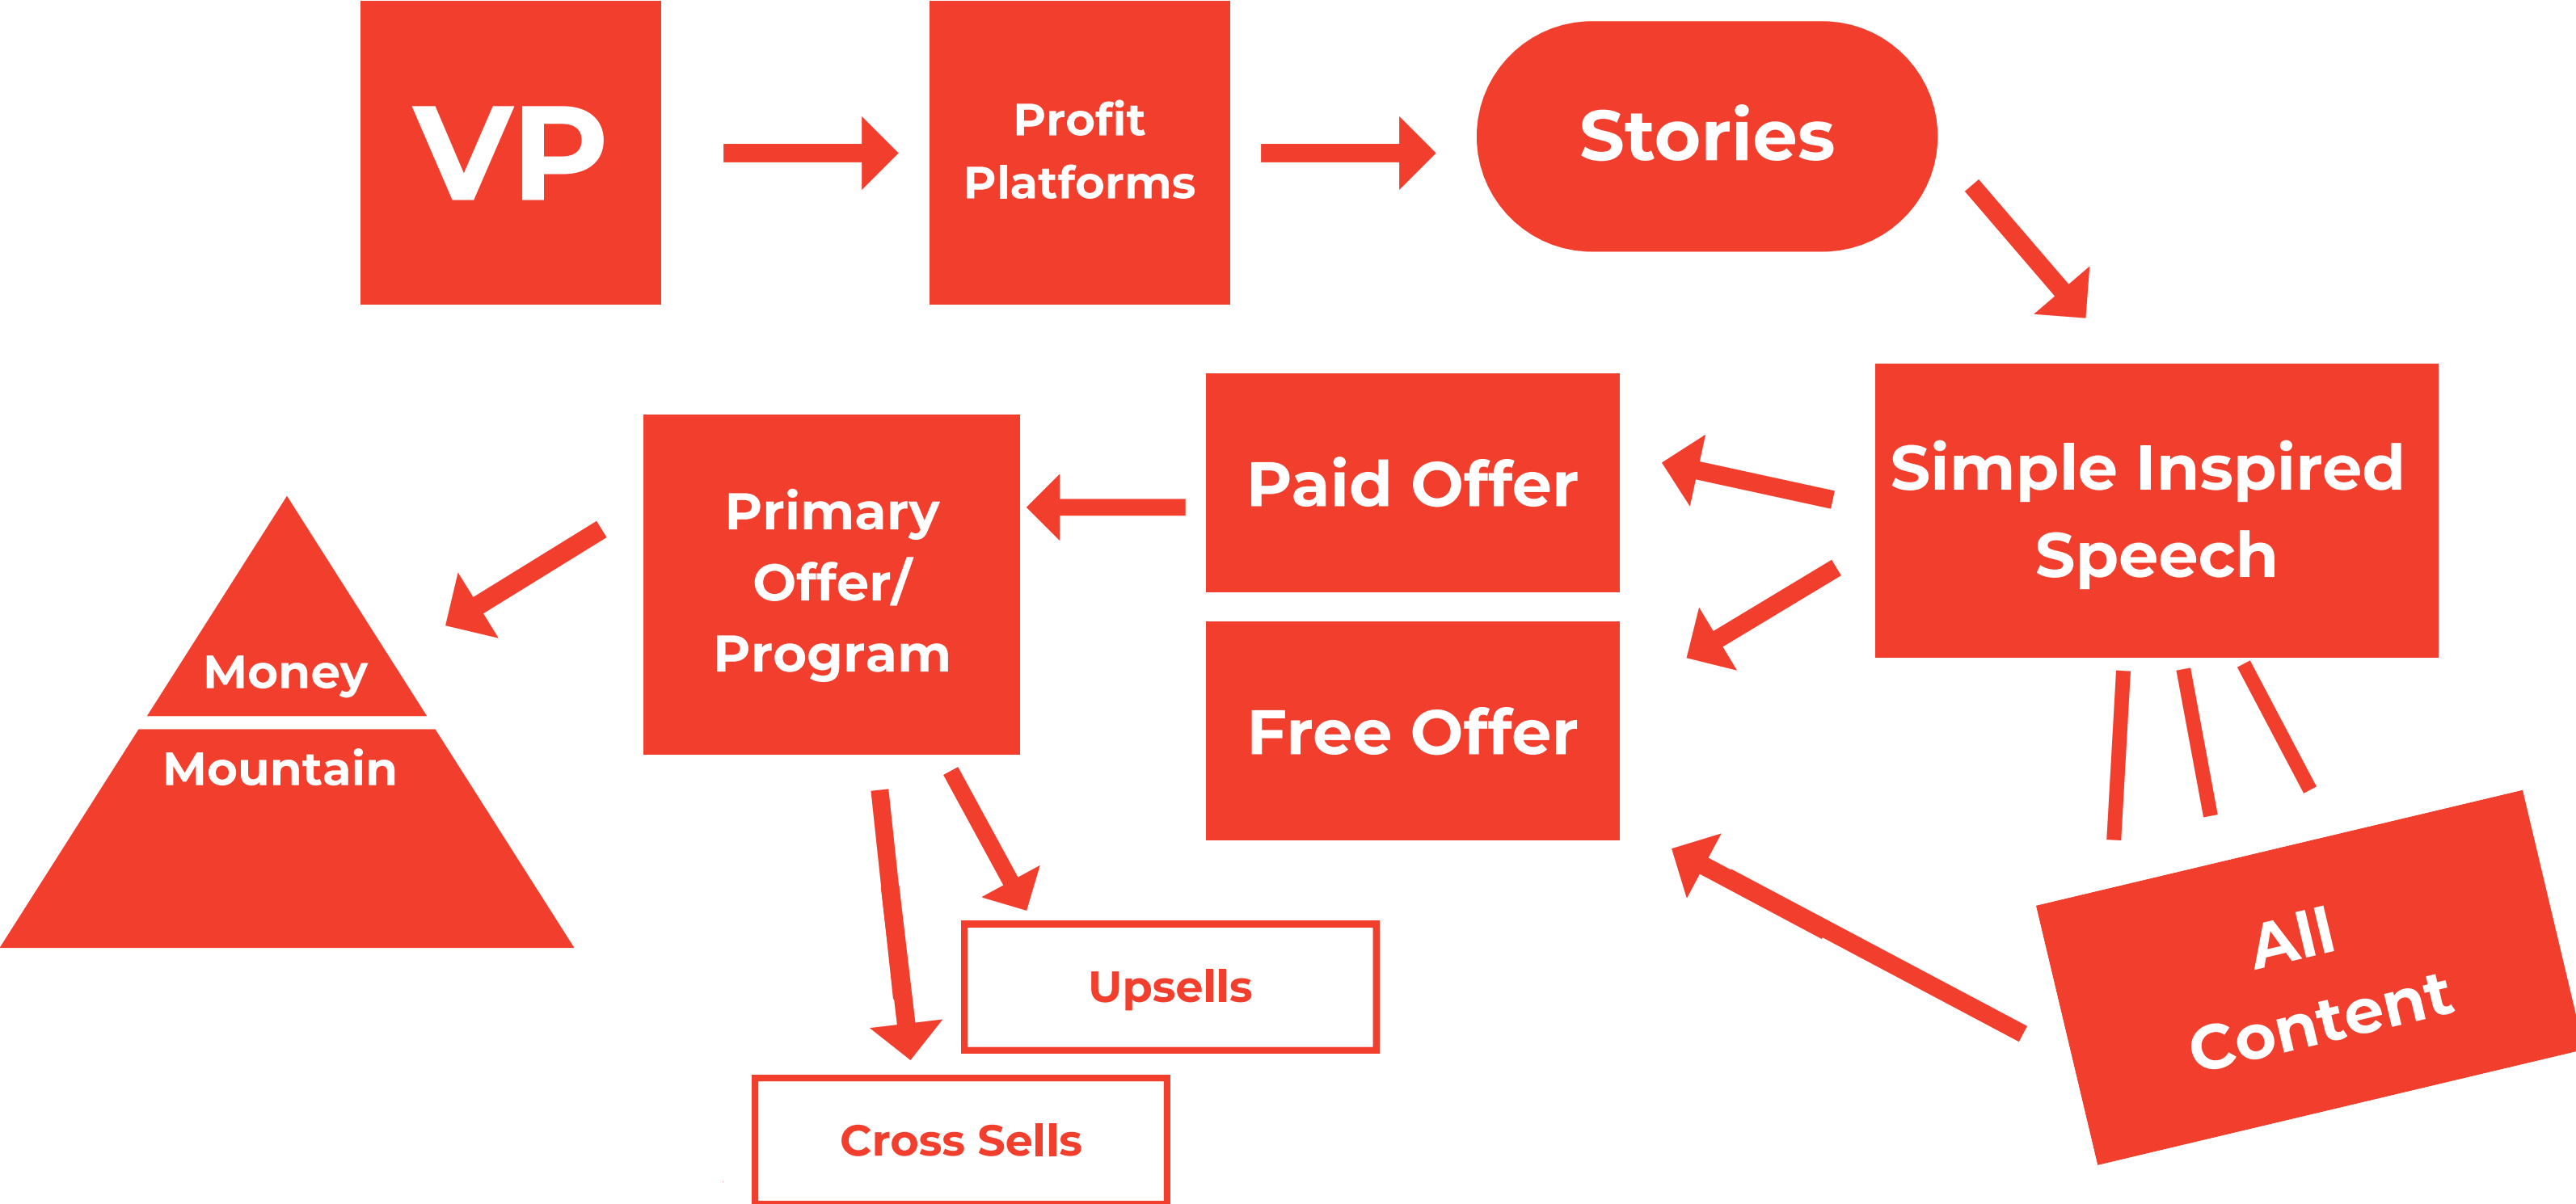 VP
Profit
Platforms
Stories
Simple Inspired
Speech
Paid Offer
Free Offer
Primary
Offer/
Program
Money
Mountain
Upsells
Cross Sells
All
Content